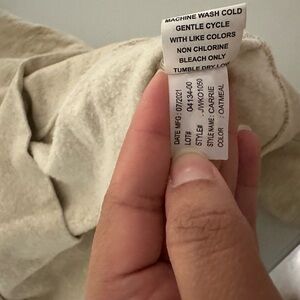 MACHINE WASH COLD
GENTLE CYCLE
WITH LIKE COLORS
NON CHLORINE
BLEACH ONLY
TUMBLE DRY LOW
DATE MFG : 07/2021
LOT# : 04134-00
STYLE# : JWKO1050
STYLE NAME : CARRIE
COLOR : OATMEAL